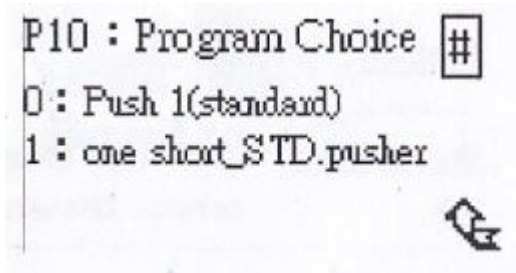 P10 : Program Choice #
0 : Push 1(standard)
1 : one short_STD.pusher